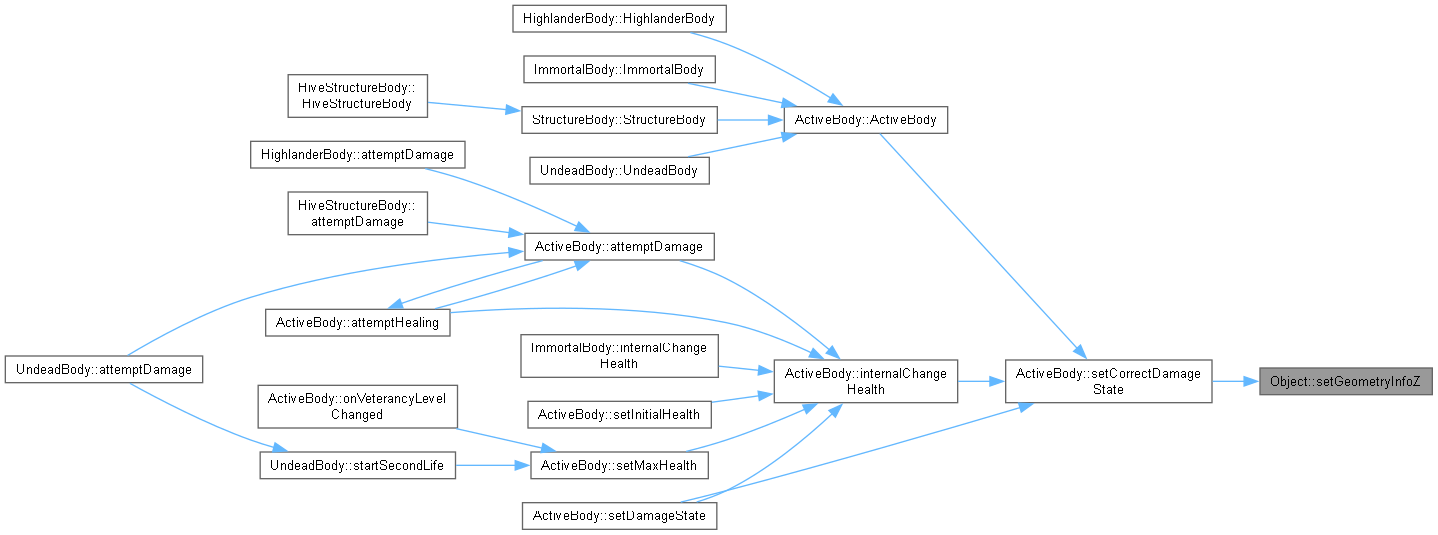 HighlanderBody::HighlanderBody
ImmortalBody::ImmortalBody
HiveStructureBody::
HiveStructureBody
StructureBody::StructureBody
ActiveBody::ActiveBody
UndeadBody::UndeadBody
HighlanderBody::attemptDamage
HiveStructureBody::
attemptDamage
ActiveBody::attemptDamage
ActiveBody::attemptHealing
UndeadBody::attemptDamage
ImmortalBody::internalChange
Health
ActiveBody::internalChange
Health
ActiveBody::setCorrectDamage
State
Object::setGeometryInfoZ
ActiveBody::onVeterancyLevel
Changed
ActiveBody::setInitialHealth
UndeadBody::startSecondLife
ActiveBody::setMaxHealth
ActiveBody::setDamageState